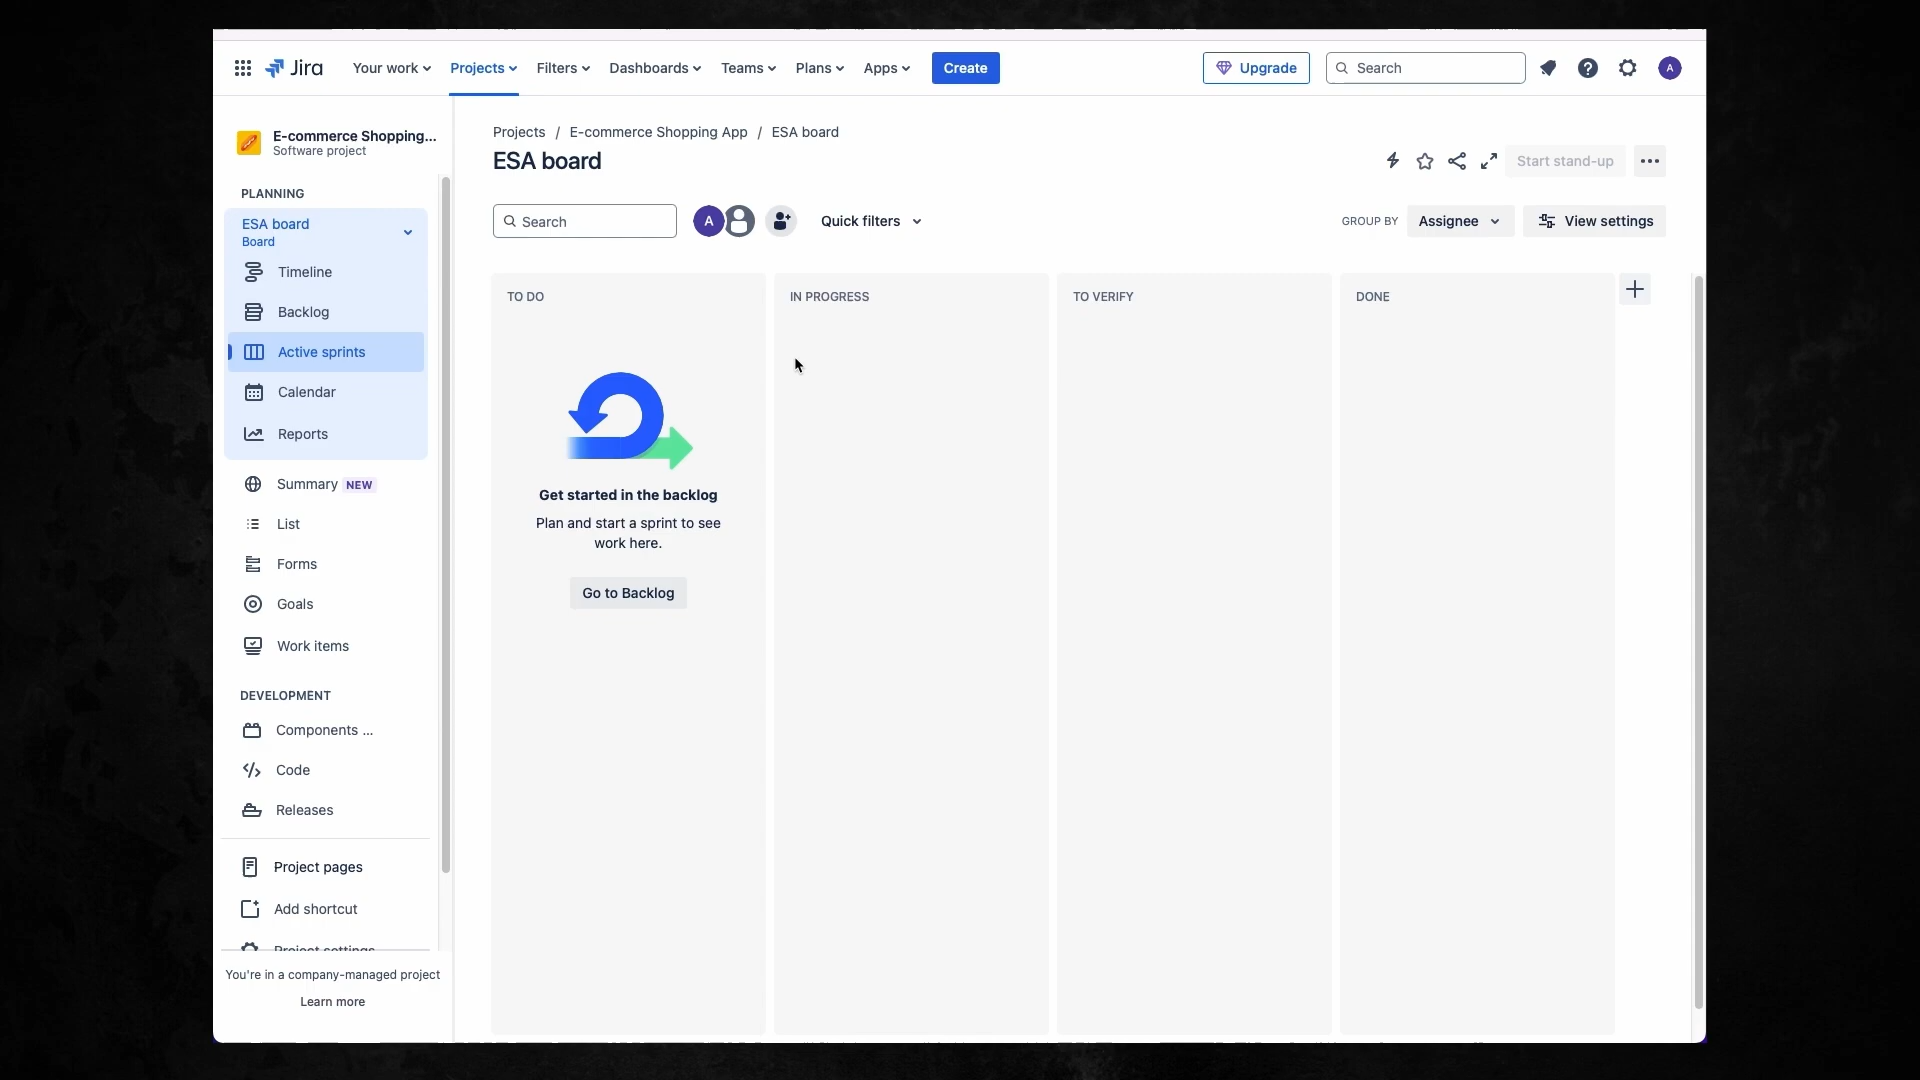 Jira
Your work
Projects
Filters
Dashboards
Teams
Plans
Apps
Create
Upgrade
Search
A
E-commerce Shopping...
Software project
PLANNING
ESA board
Board
Timeline
Backlog
Active sprints
Calendar
Reports
Summary NEW
List
Forms
Goals
Work items
DEVELOPMENT
Components ...
Code
Releases
Project pages
Add shortcut
Project settings
You're in a company-managed project
Learn more
Projects / E-commerce Shopping App / ESA board
ESA board
Start stand-up
Search
A
Quick filters
GROUP BY
Assignee
View settings
TO DO
IN PROGRESS
TO VERIFY
DONE
Get started in the backlog
Plan and start a sprint to see
work here.
Go to Backlog